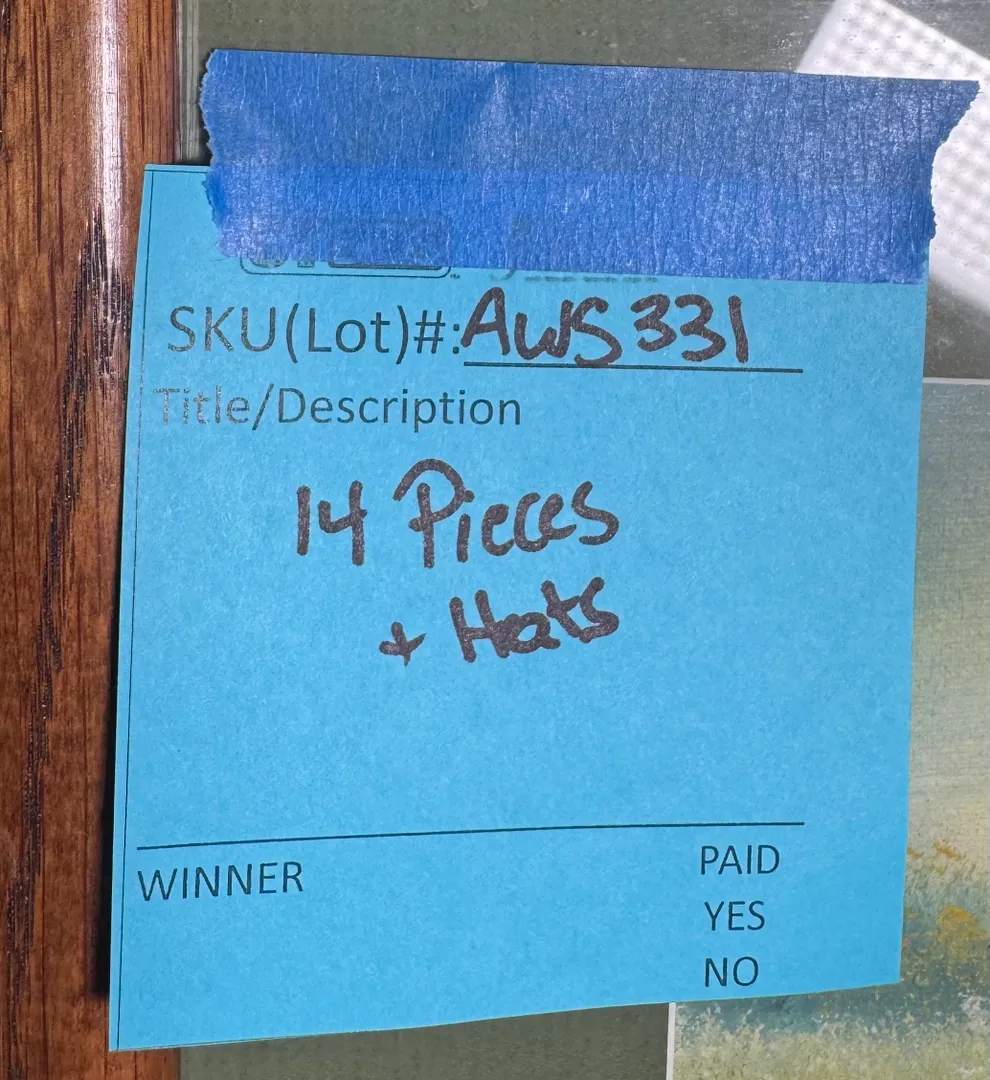 SKU(Lot)#: AWS331
Title/Description
14 Pieces
+ Hats
WINNER
PAID
YES
NO